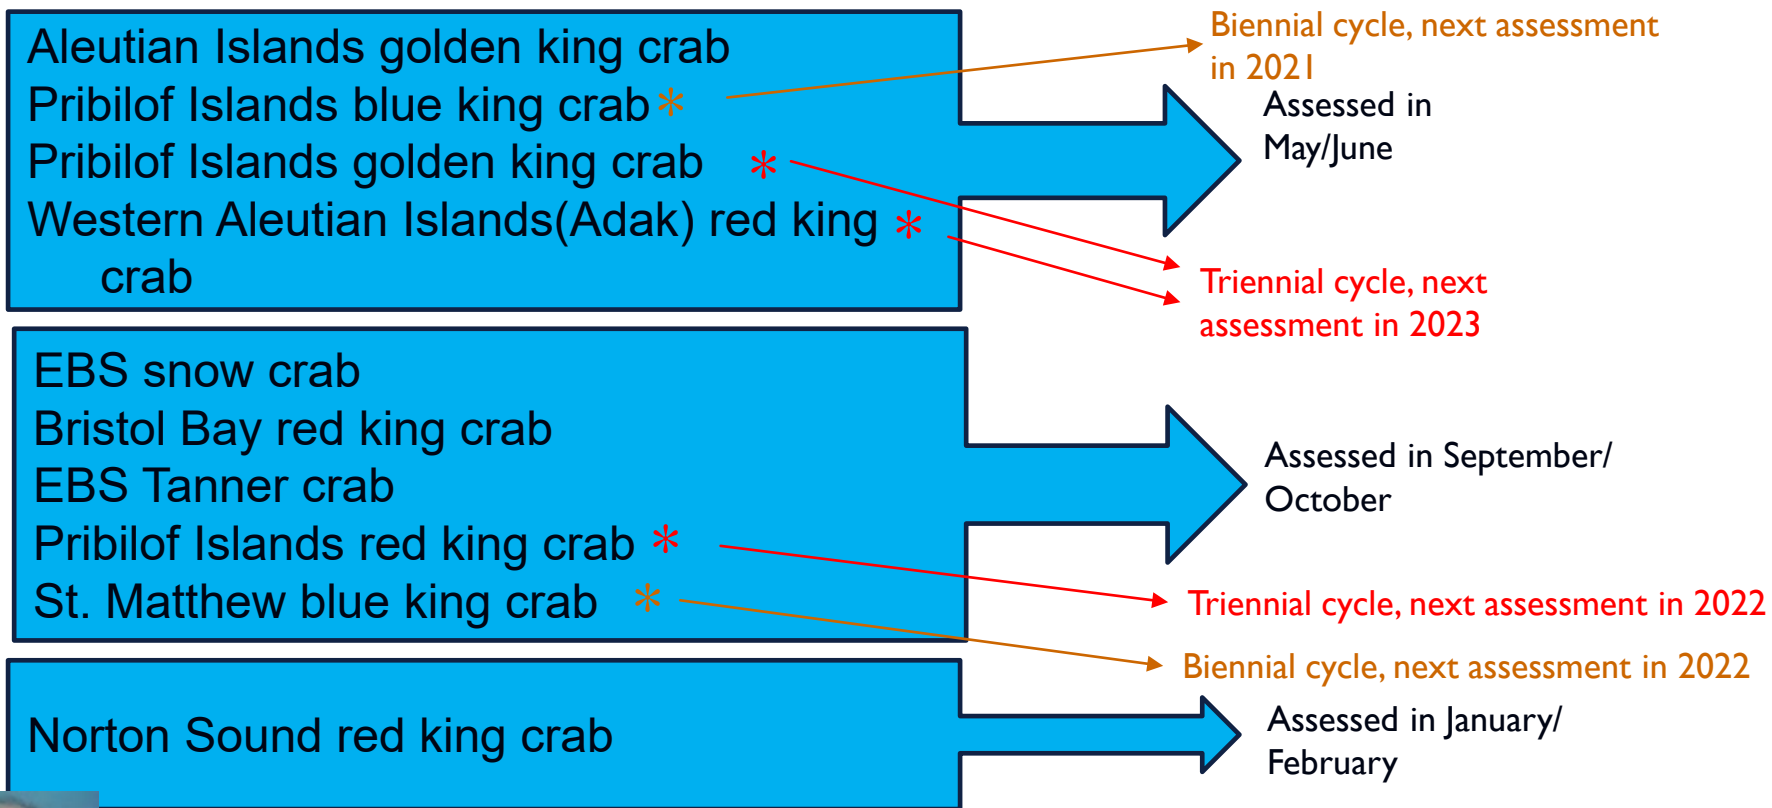 Aleutian Islands golden king crab
Pribilof Islands blue king crab*
Pribilof Islands golden king crab *
Western Aleutian Islands(Adak) red king *
crab
Biennial cycle, next assessment
in 2021
Assessed in
May/June
Triennial cycle, next
assessment in 2023
EBS snow crab
Bristol Bay red king crab
EBS Tanner crab
Pribilof Islands red king crab *
St. Matthew blue king crab *
Assessed in September/
October
Triennial cycle, next assessment in 2022
Biennial cycle, next assessment in 2022
Norton Sound red king crab
Assessed in January/
February